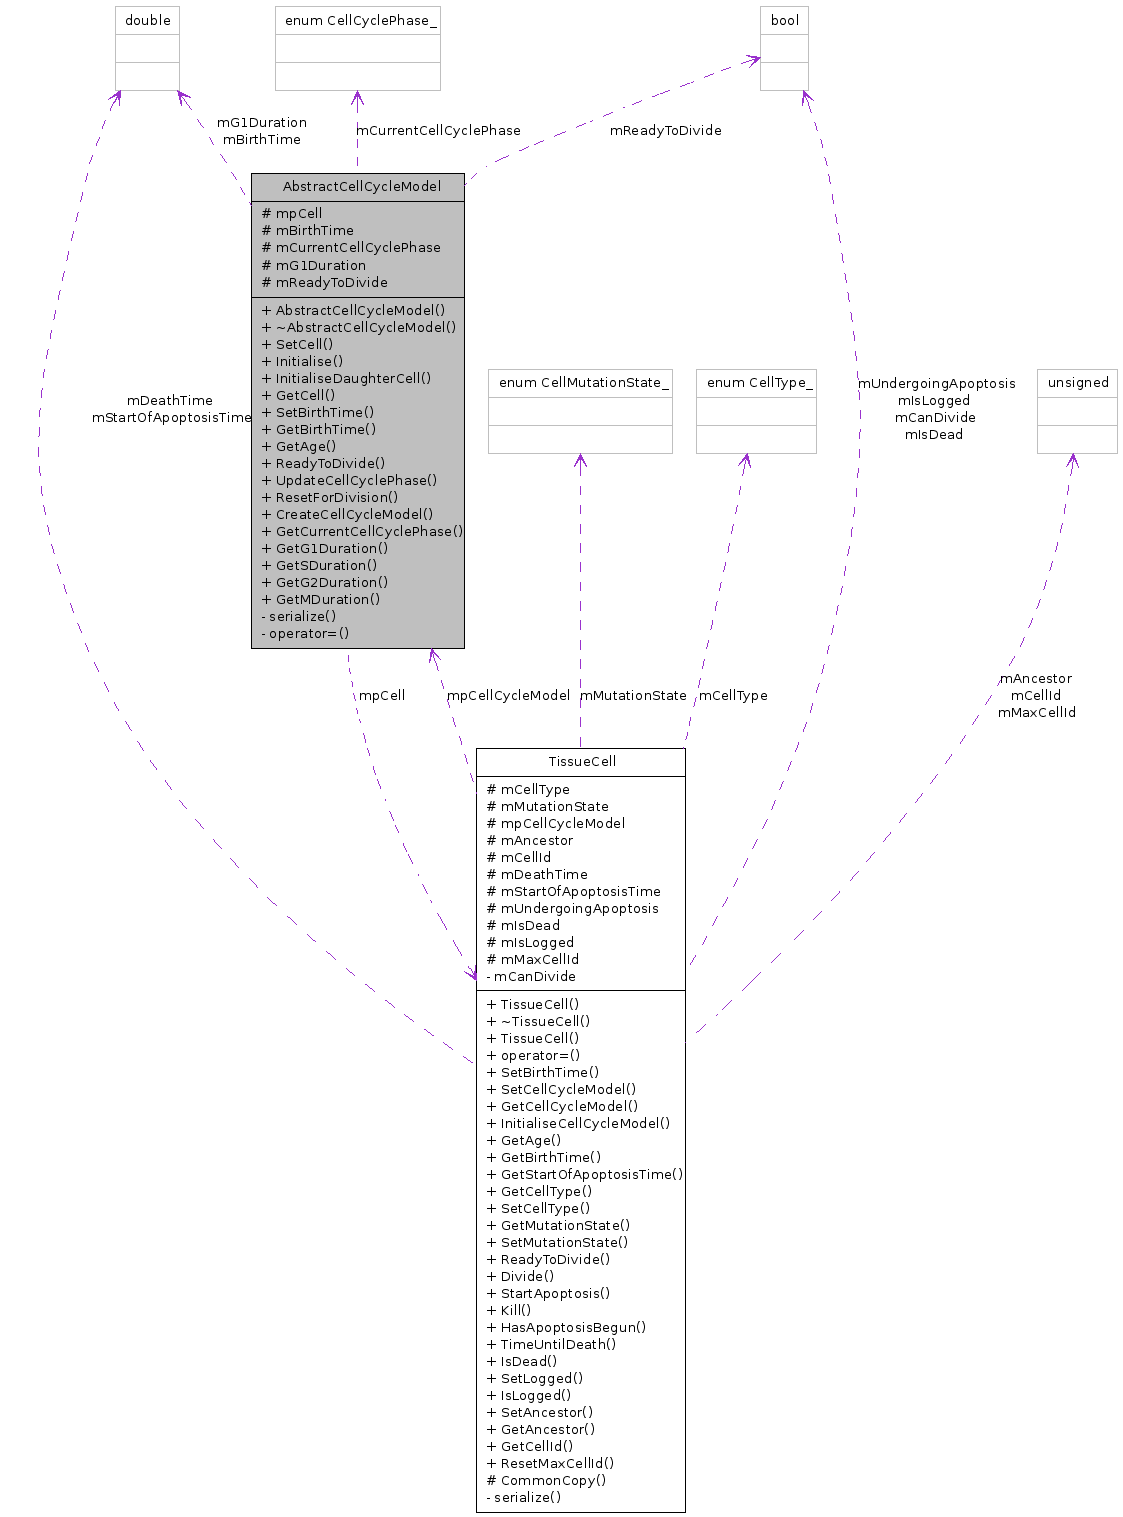 double
enum CellCyclePhase_
bool
mG1Duration
mBirthTime
mCurrentCellCyclePhase
mReadyToDivide
AbstractCellCycleModel
# mpCell
# mBirthTime
# mCurrentCellCyclePhase
# mG1Duration
# mReadyToDivide
+ AbstractCellCycleModel()
+ ~AbstractCellCycleModel()
+ SetCell()
+ Initialise()
+ InitialiseDaughterCell()
+ GetCell()
+ SetBirthTime()
+ GetBirthTime()
+ GetAge()
+ ReadyToDivide()
+ UpdateCellCyclePhase()
+ ResetForDivision()
+ CreateCellCycleModel()
+ GetCurrentCellCyclePhase()
+ GetG1Duration()
+ GetSDuration()
+ GetG2Duration()
+ GetMDuration()
- serialize()
- operator=()
mDeathTime
mStartOfApoptosisTime
enum CellMutationState_
enum CellType_
mUndergoingApoptosis
mIsLogged
mCanDivide
mIsDead
unsigned
mpCell
mpCellCycleModel
mMutationState
mCellType
mAncestor
mCellId
mMaxCellId
TissueCell
# mCellType
# mMutationState
# mpCellCycleModel
# mAncestor
# mCellId
# mDeathTime
# mStartOfApoptosisTime
# mUndergoingApoptosis
# mIsDead
# mIsLogged
# mMaxCellId
- mCanDivide
+ TissueCell()
+ ~TissueCell()
+ TissueCell()
+ operator=()
+ SetBirthTime()
+ SetCellCycleModel()
+ GetCellCycleModel()
+ InitialiseCellCycleModel()
+ GetAge()
+ GetBirthTime()
+ GetStartOfApoptosisTime()
+ GetCellType()
+ SetCellType()
+ GetMutationState()
+ SetMutationState()
+ ReadyToDivide()
+ Divide()
+ StartApoptosis()
+ Kill()
+ HasApoptosisBegun()
+ TimeUntilDeath()
+ IsDead()
+ SetLogged()
+ IsLogged()
+ SetAncestor()
+ GetAncestor()
+ GetCellId()
+ ResetMaxCellId()
# CommonCopy()
- serialize()